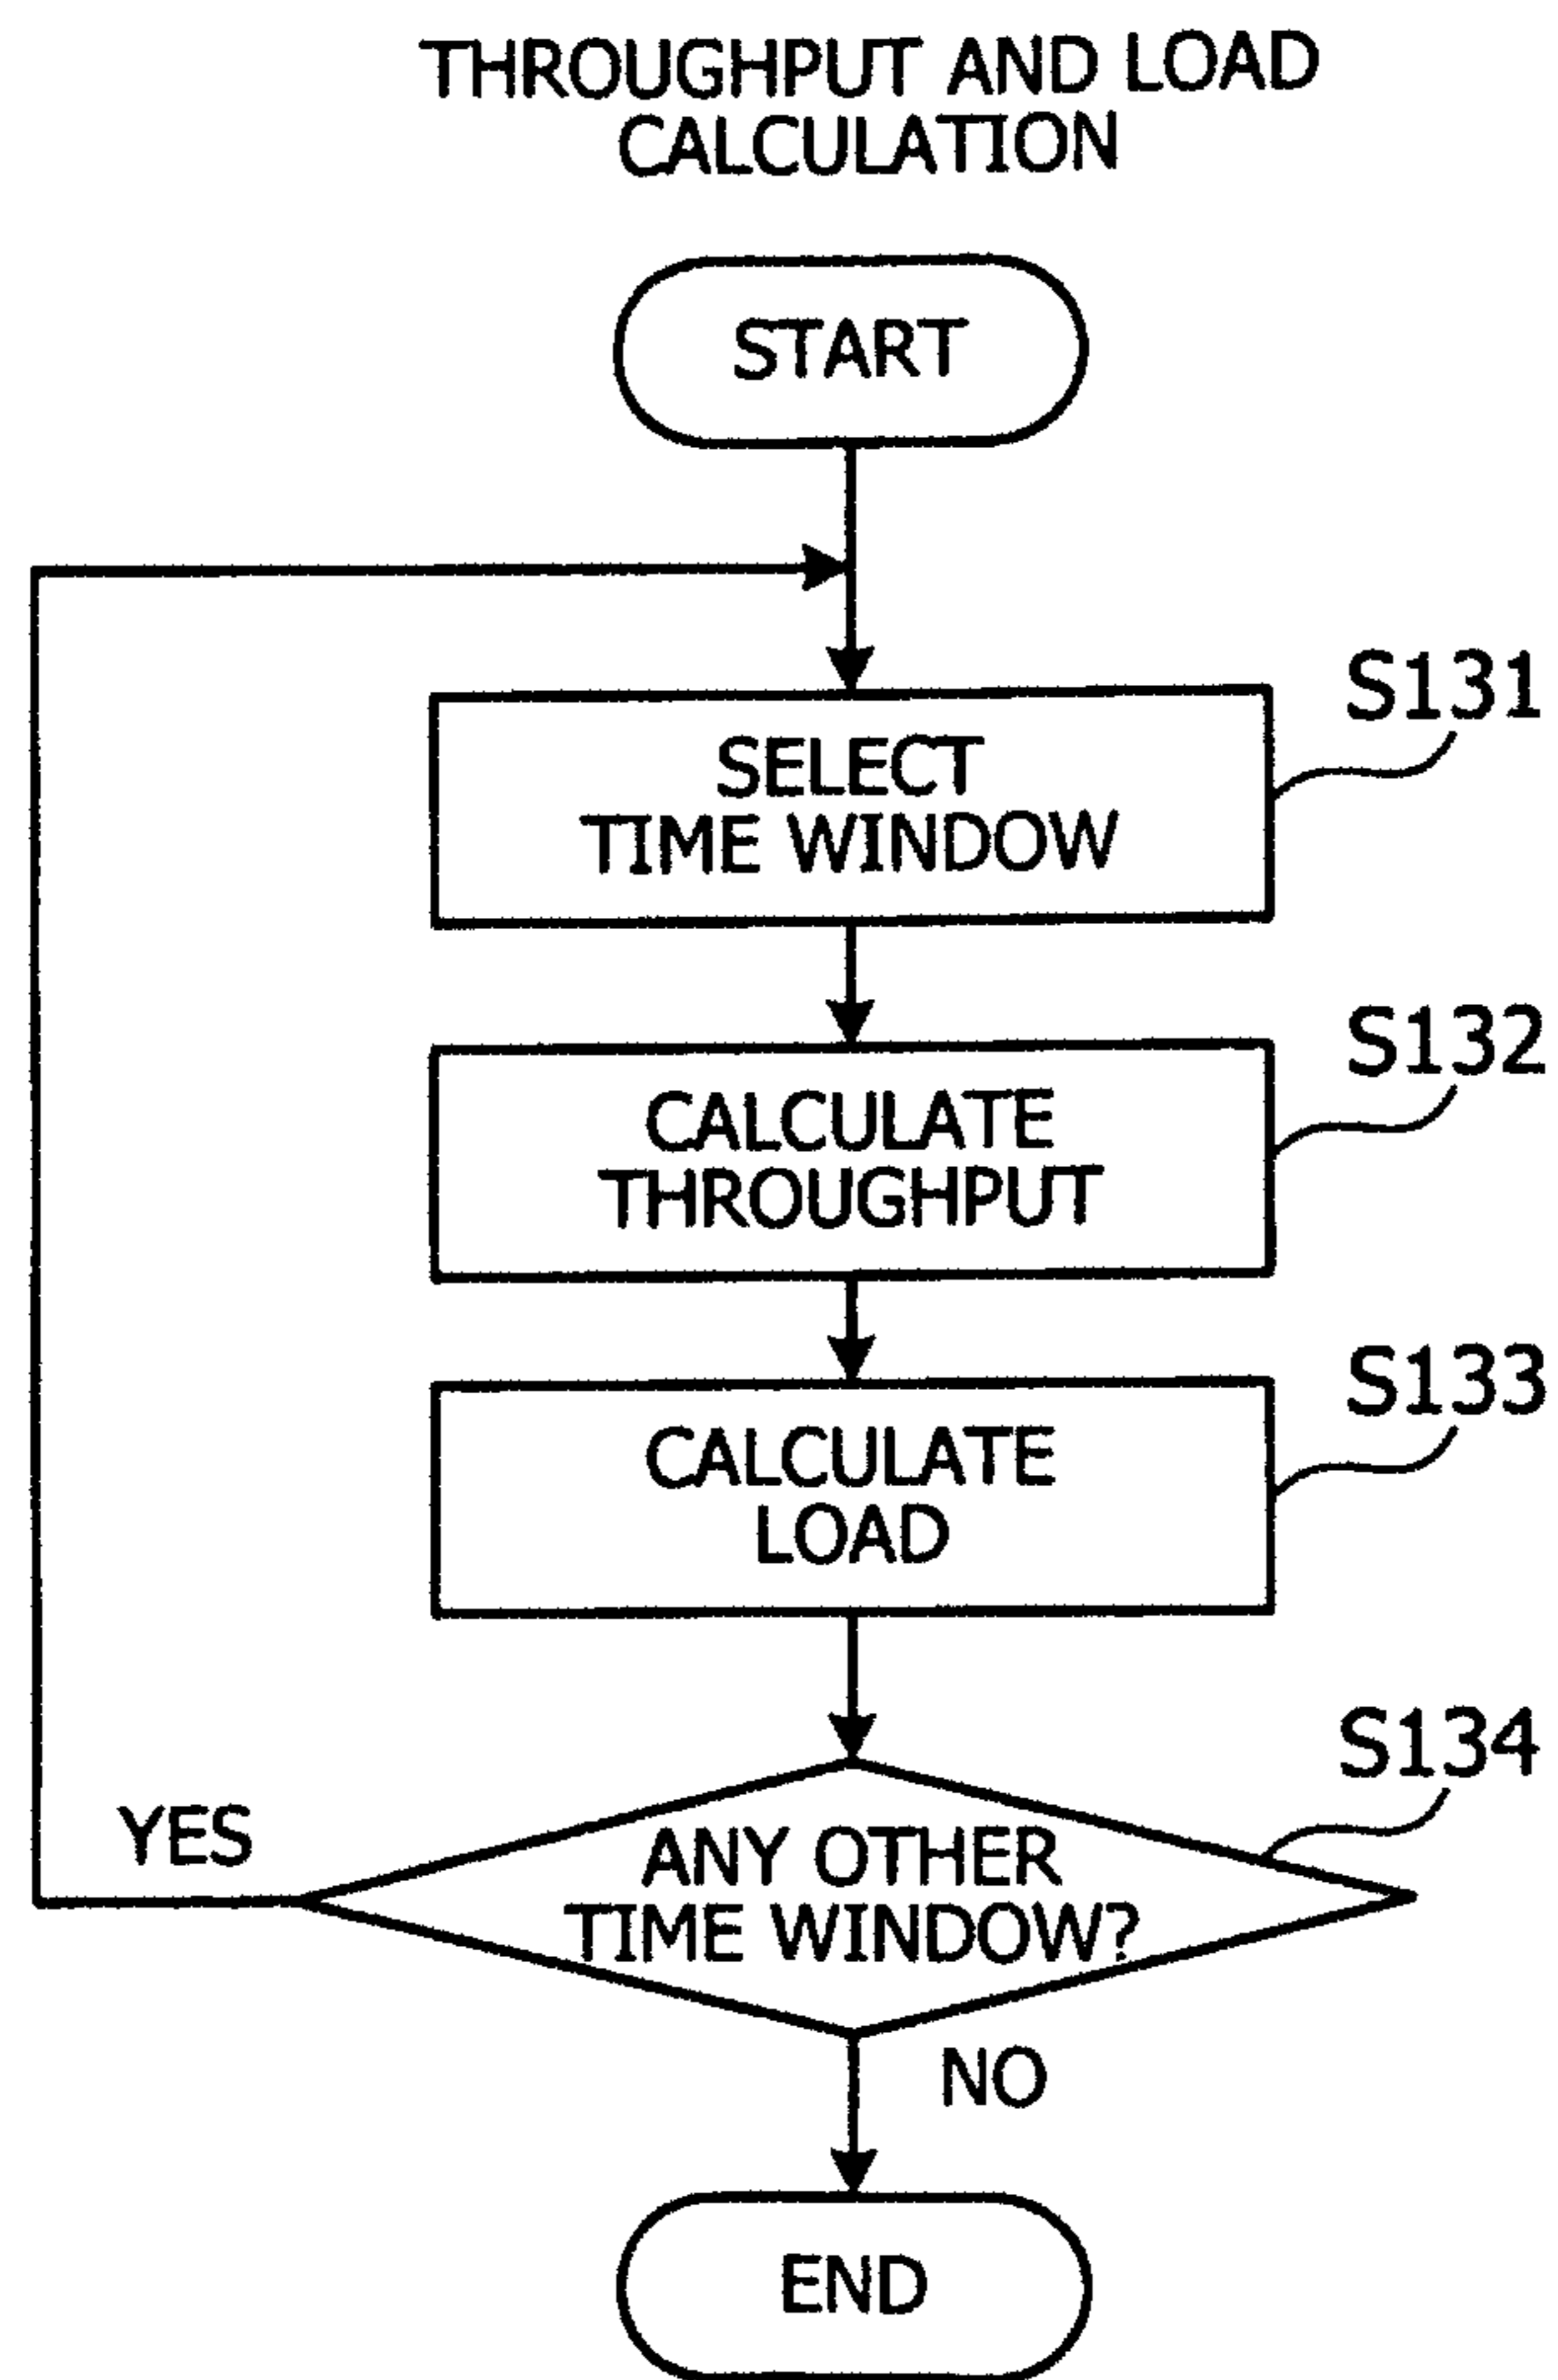 THROUGHPUT AND LOAD
CALCULATION
START
S131
SELECT
TIME WINDOW
S132
CALCULATE
THROUGHPUT
S133
CALCULATE
LOAD
S134
YES
ANY OTHER
TIME WINDOW?
NO
END